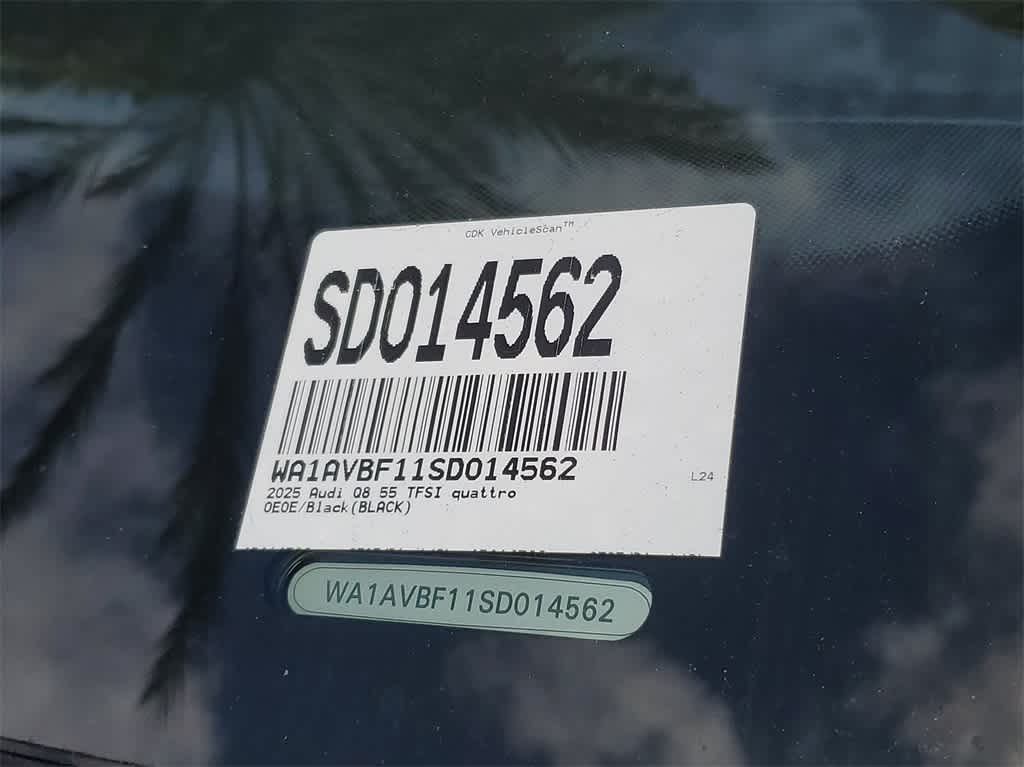 CDK VehicleScan™
SD014562
WA1AVBF11SD014562
2025 Audi Q8 55 TFSI quattro
0E0E/Black(BLACK)
L24
WA1AVBF11SD014562